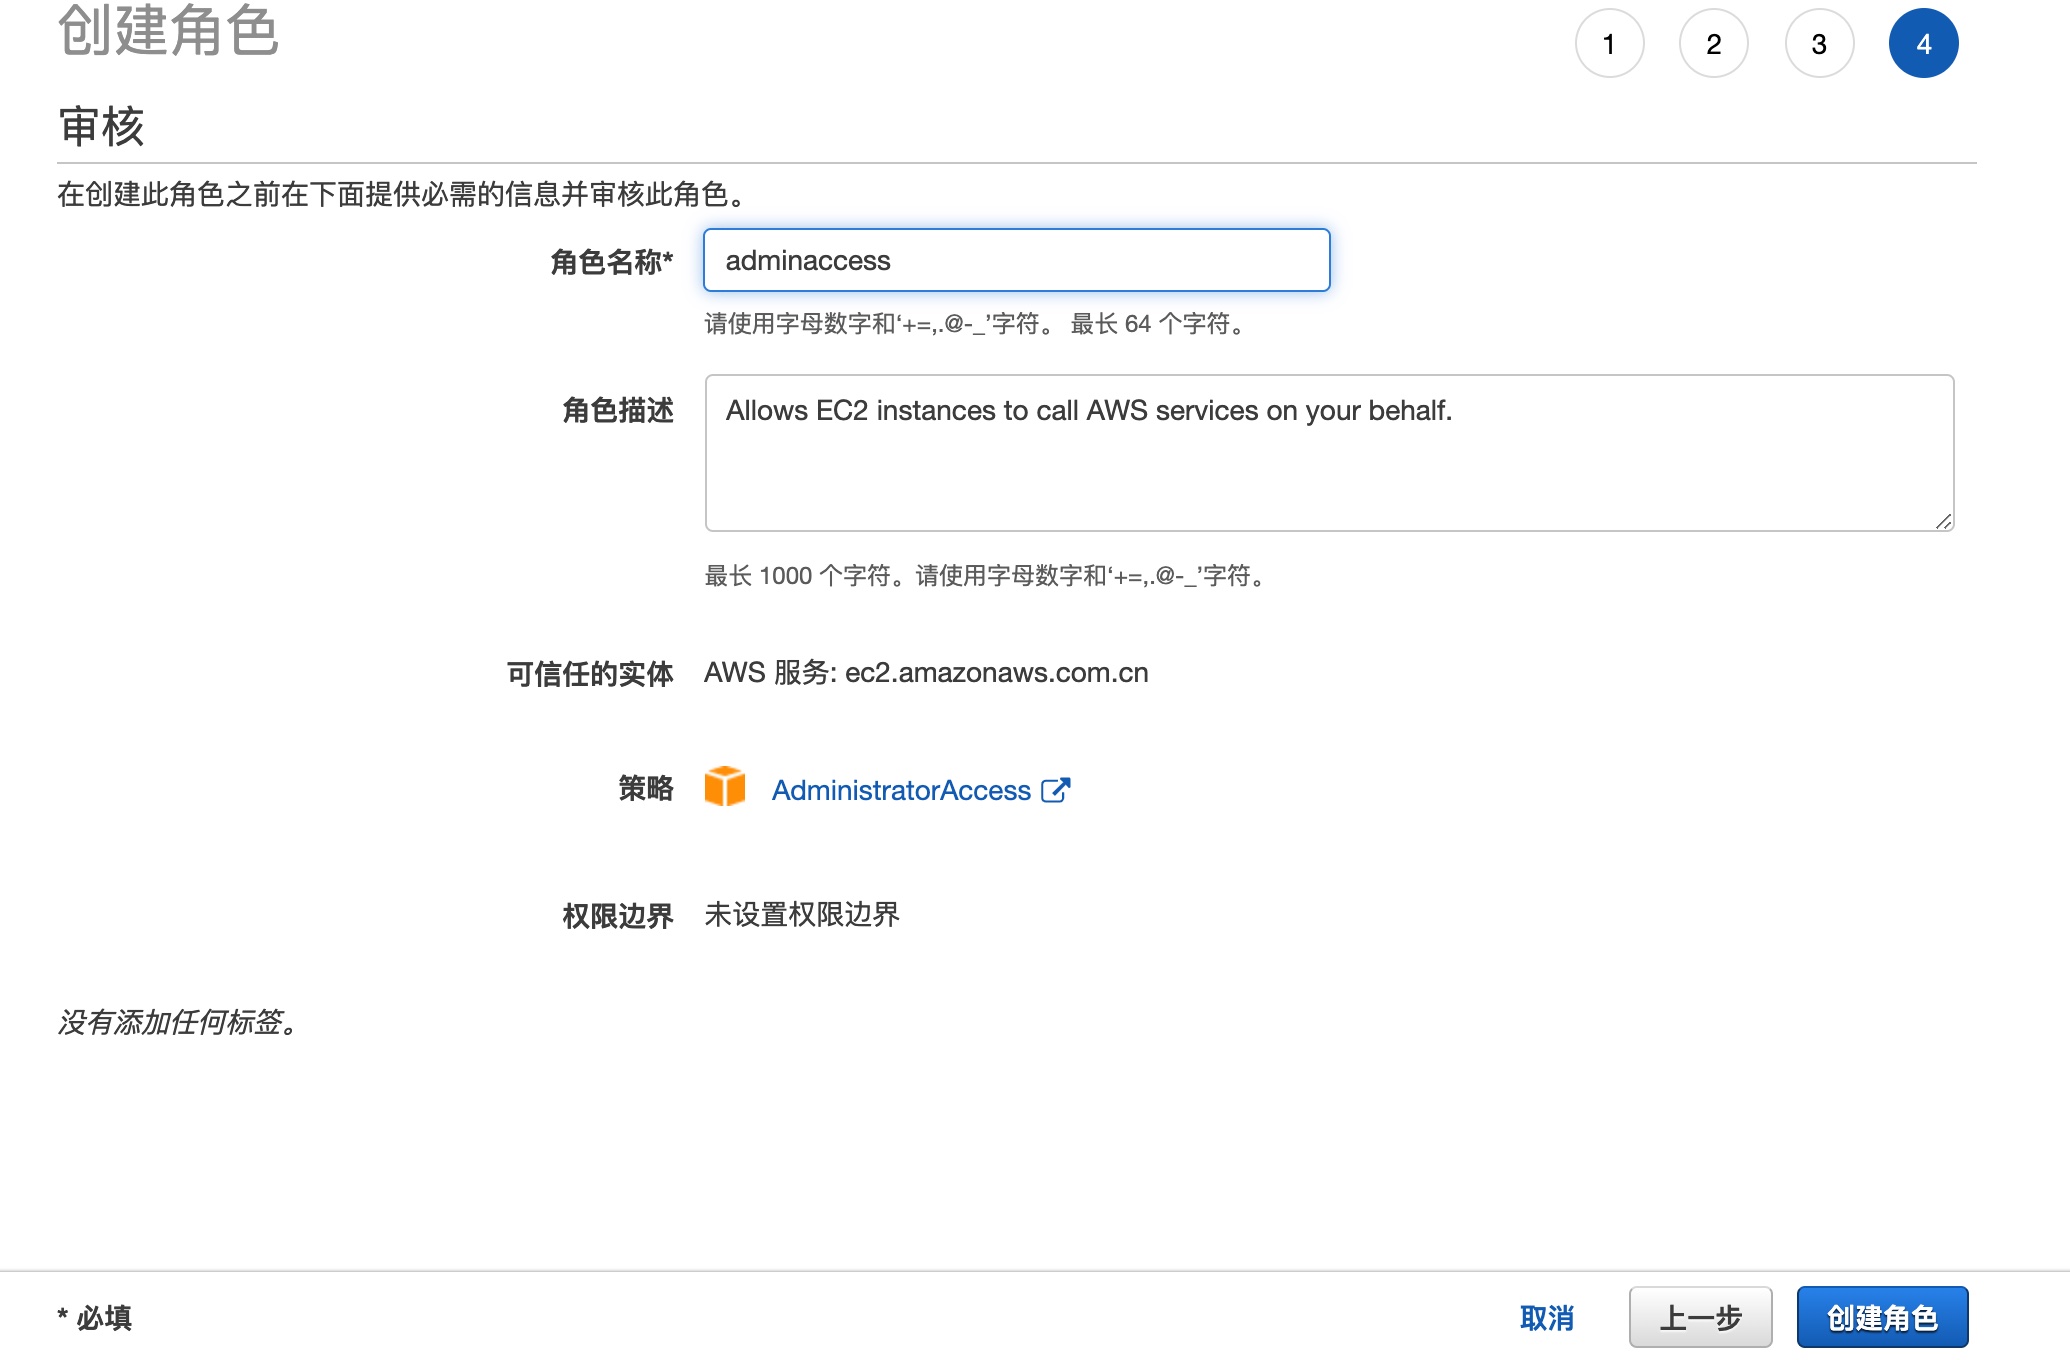 创建角色
1 2 3 4
审核
在创建此角色之前在下面提供必需的信息并审核此角色。
角色名称* adminaccess
请使用字母数字和‘+=,.@-_’字符。 最长 64 个字符。
角色描述 Allows EC2 instances to call AWS services on your behalf.
最长 1000 个字符。请使用字母数字和‘+=,.@-_’字符。
可信任的实体 AWS 服务: ec2.amazonaws.com.cn
策略 AdministratorAccess
权限边界 未设置权限边界
没有添加任何标签。
* 必填 取消 上一步 创建角色